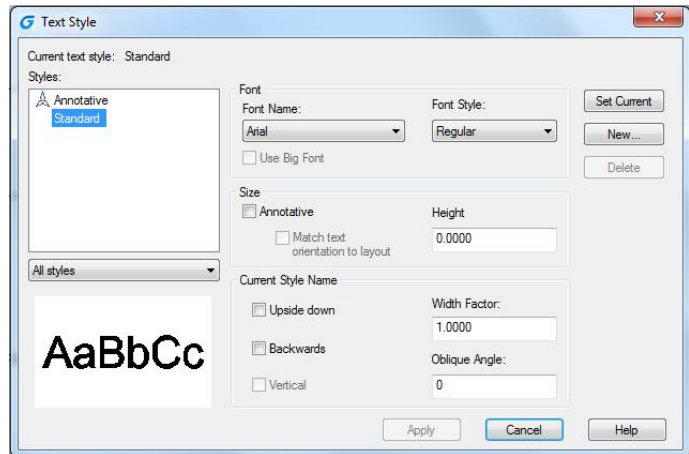 Text Style
Current text style: Standard
Styles:
Annotative
Standard
All styles
AaBbCc
Font
Font Name:
Arial
Font Style:
Regular
Use Big Font
Size
Annotative
Match text
orientation to layout
Height
0.0000
Current Style Name
Upside down
Backwards
Vertical
Width Factor:
1.0000
Oblique Angle:
0
Set Current
New...
Delete
Apply
Cancel
Help